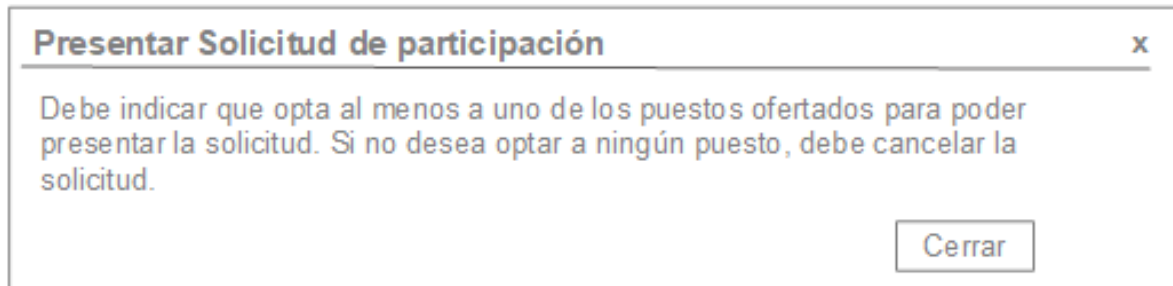 Presentar Solicitud de participación x
Debe indicar que opta al menos a uno de los puestos ofertados para poder
presentar la solicitud. Si no desea optar a ningún puesto, debe cancelar la
solicitud.
Cerrar